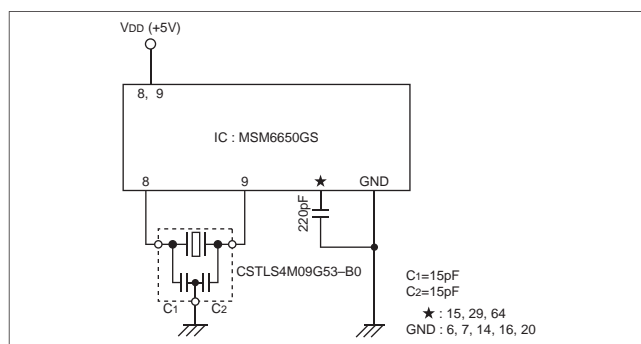 VDD (+5V)
8, 9
IC : MSM6650GS
8
9
★
GND
220pF
CSTLS4M09G53–B0
C1
C2
C1=15pF
C2=15pF
★ : 15, 29, 64
GND : 6, 7, 14, 16, 20